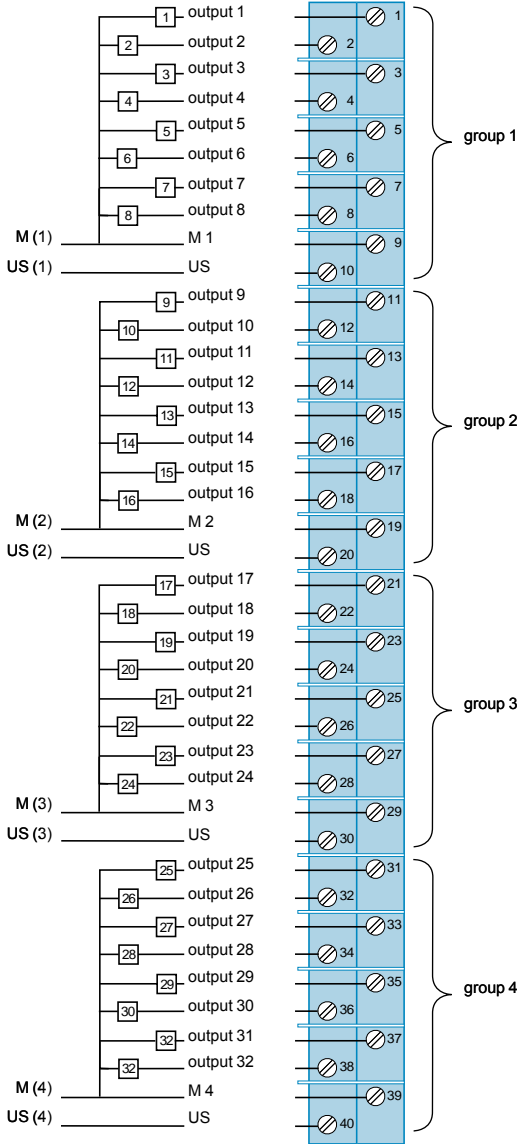 1 output 1 1
2 output 2 2
3 output 3 3
4 output 4 4
5 output 5 5
group 1
6 output 6 6
7 output 7 7
8 output 8 8
M (1) M 1 9
US (1) US 10
9 output 9 11
10 output 10 12
11 output 11 13
12 output 12 14
13 output 13 15
group 2
14 output 14 16
15 output 15 17
16 output 16 18
M (2) M 2 19
US (2) US 20
17 output 17 21
18 output 18 22
19 output 19 23
20 output 20 24
21 output 21 25
group 3
22 output 22 26
23 output 23 27
24 output 24 28
M (3) M 3 29
US (3) US 30
25 output 25 31
26 output 26 32
27 output 27 33
28 output 28 34
29 output 29 35
group 4
30 output 30 36
32 output 31 37
32 output 32 38
M (4) M 4 39
US (4) US 40